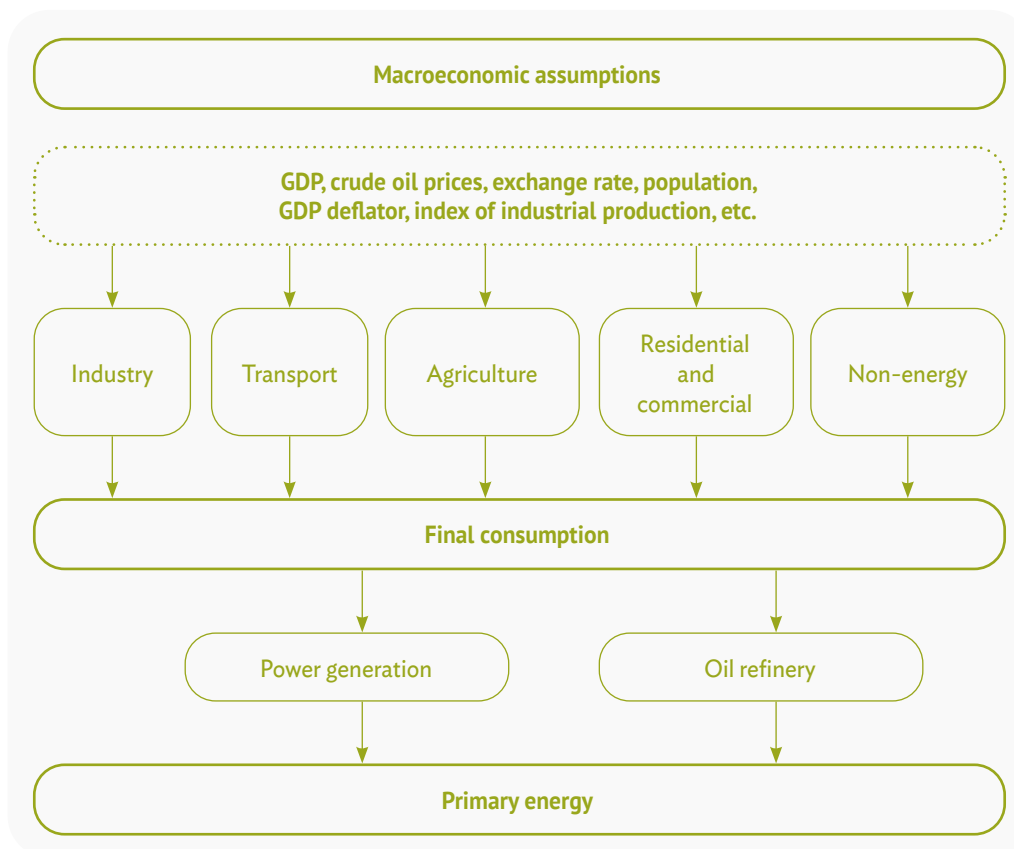 Macroeconomic assumptions
GDP, crude oil prices, exchange rate, population,
GDP deflator, index of industrial production, etc.
Industry
Transport
Agriculture
Residential
and
commercial
Non-energy
Final consumption
Power generation
Oil refinery
Primary energy